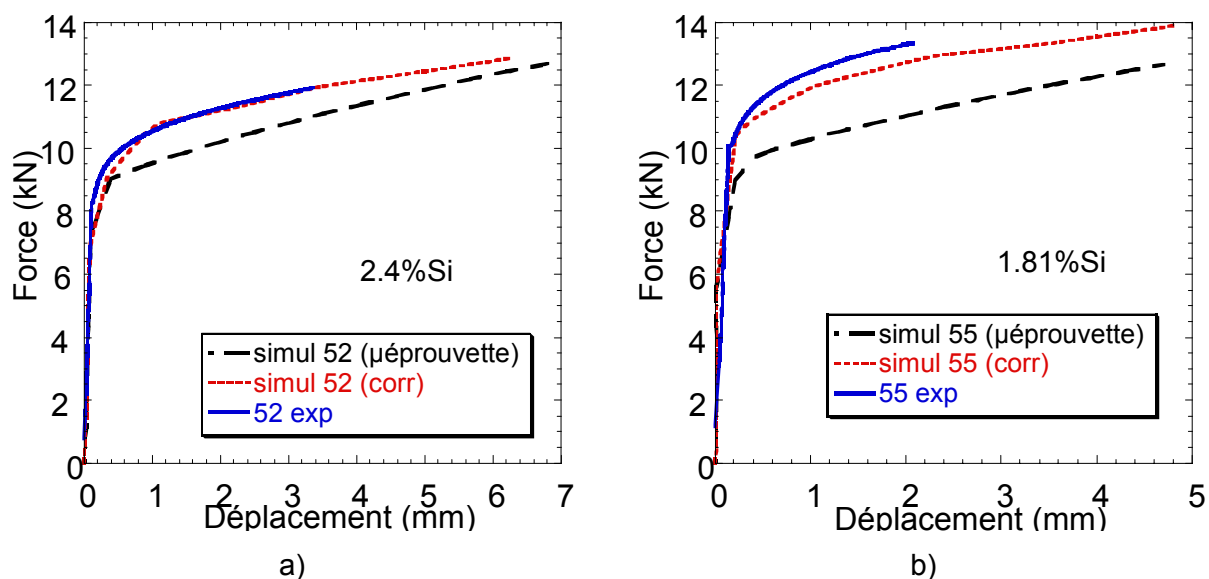 14
12
10
8
6
4
2
0
Force (kN)
2.4%Si
simul 52 (µéprouvette)
simul 52 (corr)
52 exp
0 1 2 3 4 5 6 7
Déplacement (mm)
a)
14
13
12
10
8
6
4
2
0
Force (kN)
1.81%Si
simul 55 (µéprouvette)
simul 55 (corr)
55 exp
0 1 2 3 4 5
Déplacement (mm)
b)